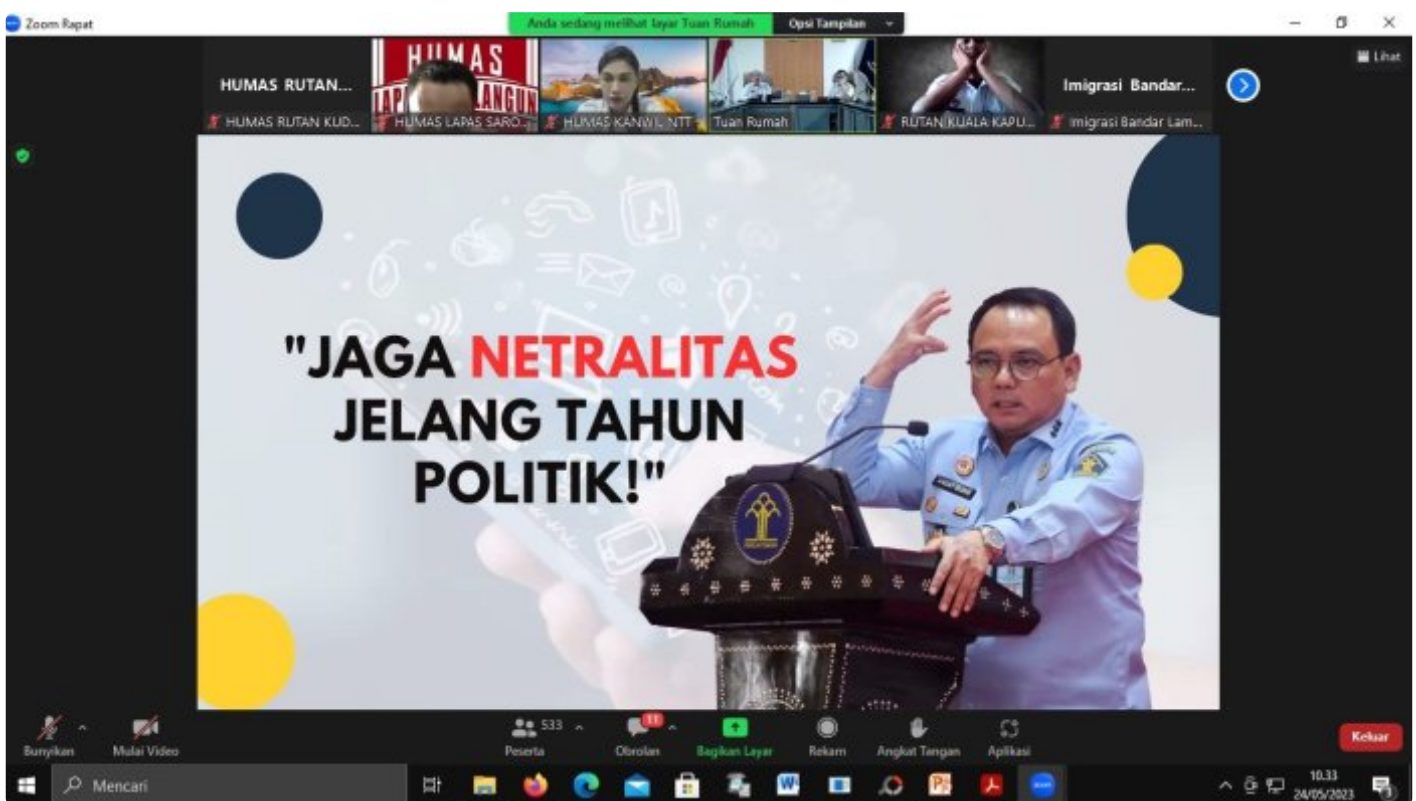 Zoom Rapat
Anda sedang melihat layar Tuan Rumah
Opsi Tampilan
Lihat
HUMAS RUTAN...
HUMAS
Imigrasi Bandar...
HUMAS RUTAN KUD...
HUMAS LAPAS SARO...
HUMAS KANWIL NTT
Tuan Rumah
RUTAN KUALA KAPU...
Imigrasi Bandar Lam...
"JAGA NETRALITAS
JELANG TAHUN
POLITIK!"
Bunyikan
Mulai Video
533
Peserta
11
Obrolan
Bagikan Layar
Rekam
Angkat Tangan
Aplikasi
Keluar
Mencari
10.33
24/05/2023